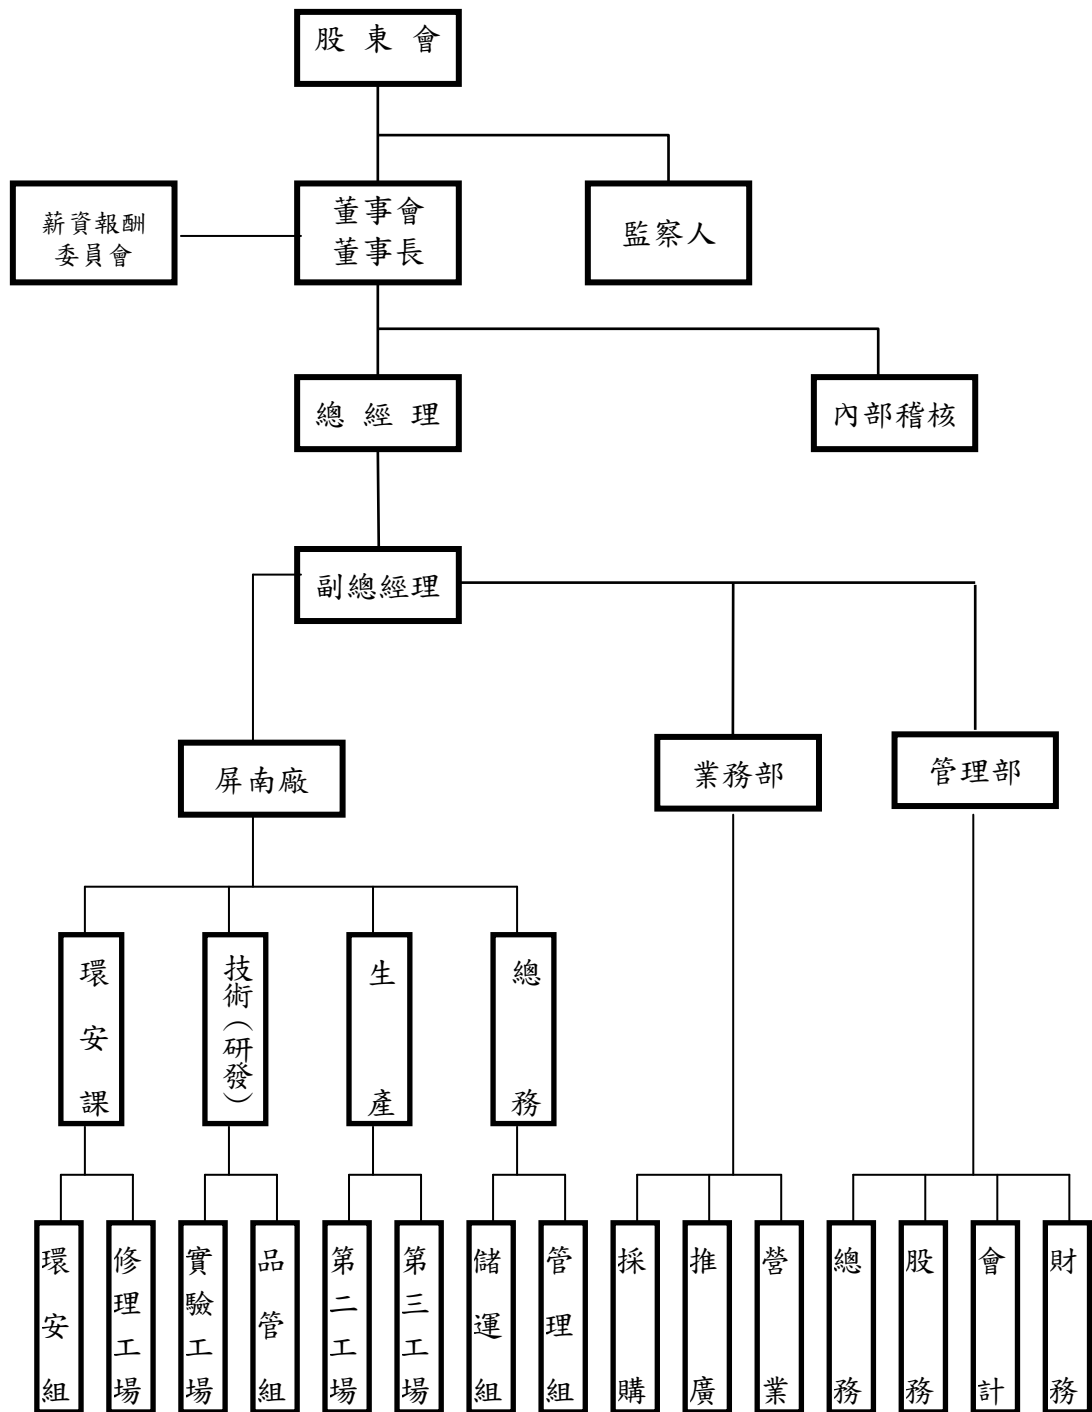 股東會
薪資報酬
委員會
董事會
董事長
監察人
總經理
內部稽核
副總經理
屏南廠
業務部
管理部
環安課
技術(研發)
生產
總務
環安組
修理工場
實驗工場
品管組
第二工場
第三工場
儲運組
管理組
採購
推廣
營業
總務
股務
會計
財務